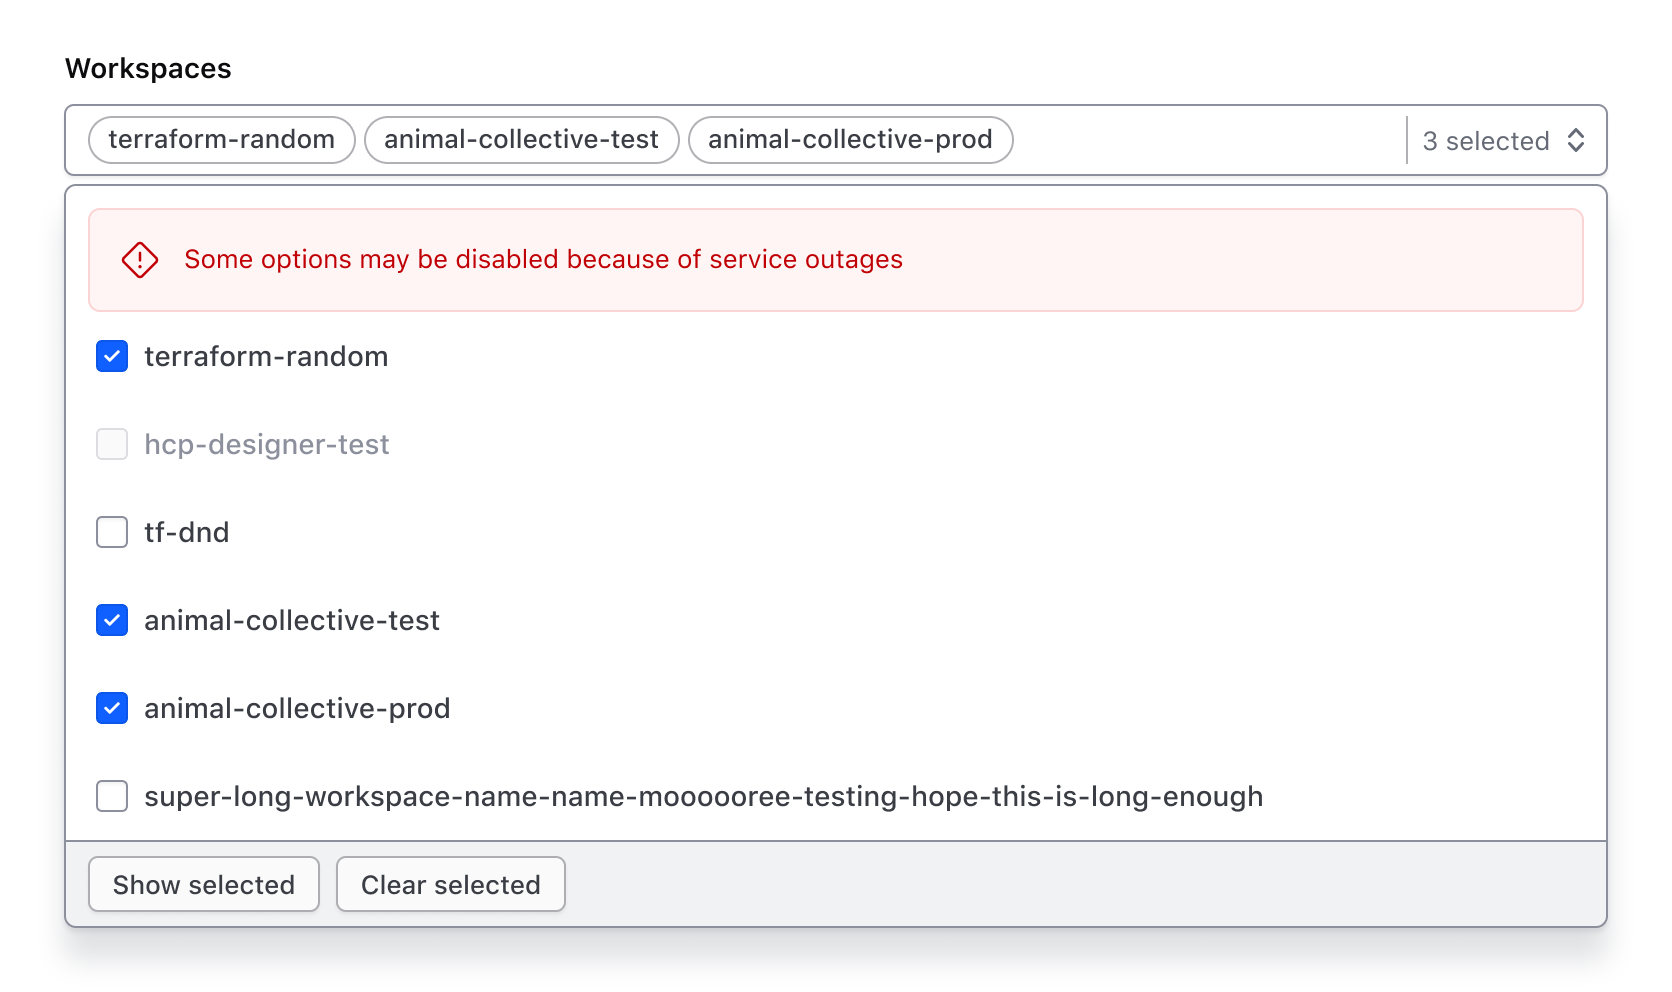 Workspaces
terraform-random animal-collective-test animal-collective-prod 3 selected
Some options may be disabled because of service outages
terraform-random
hcp-designer-test
tf-dnd
animal-collective-test
animal-collective-prod
super-long-workspace-name-name-moooooree-testing-hope-this-is-long-enough
Show selected Clear selected